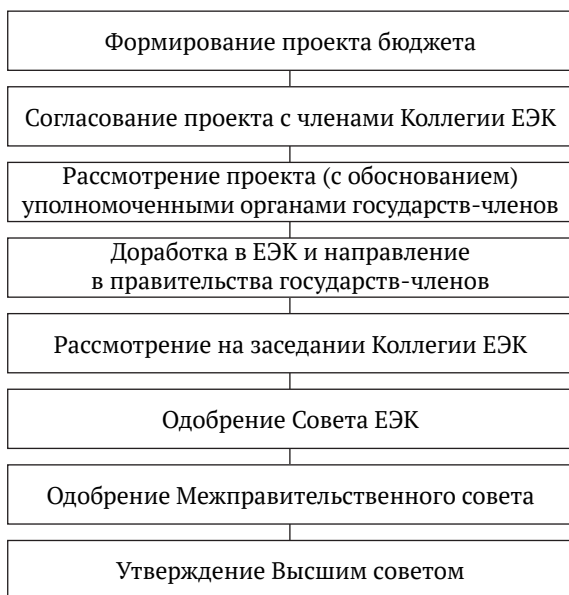 Формирование проекта бюджета
Согласование проекта с членами Коллегии ЕЭК
Рассмотрение проекта (с обоснованием)
уполномоченными органами государств-членов
Доработка в ЕЭК и направление
в правительства государств-членов
Рассмотрение на заседании Коллегии ЕЭК
Одобрение Совета ЕЭК
Одобрение Межправительственного совета
Утверждение Высшим советом